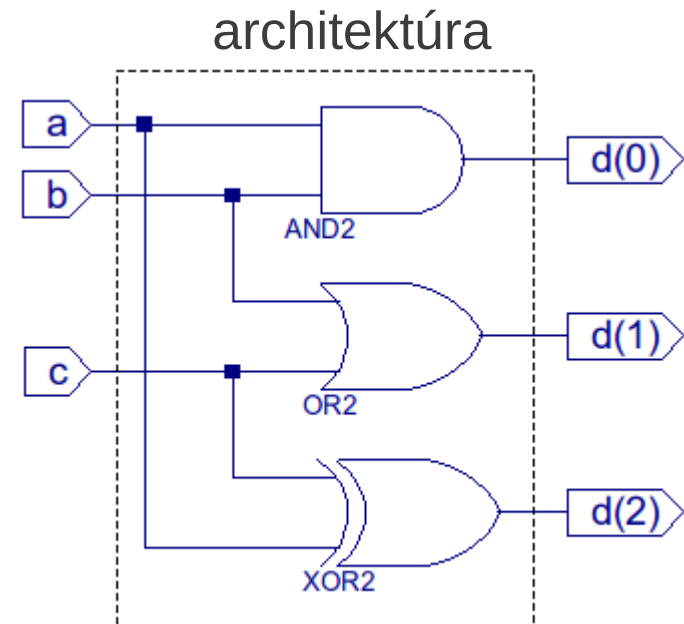 architektúra
a
d(0)
b
AND2
d(1)
c
OR2
d(2)
XOR2